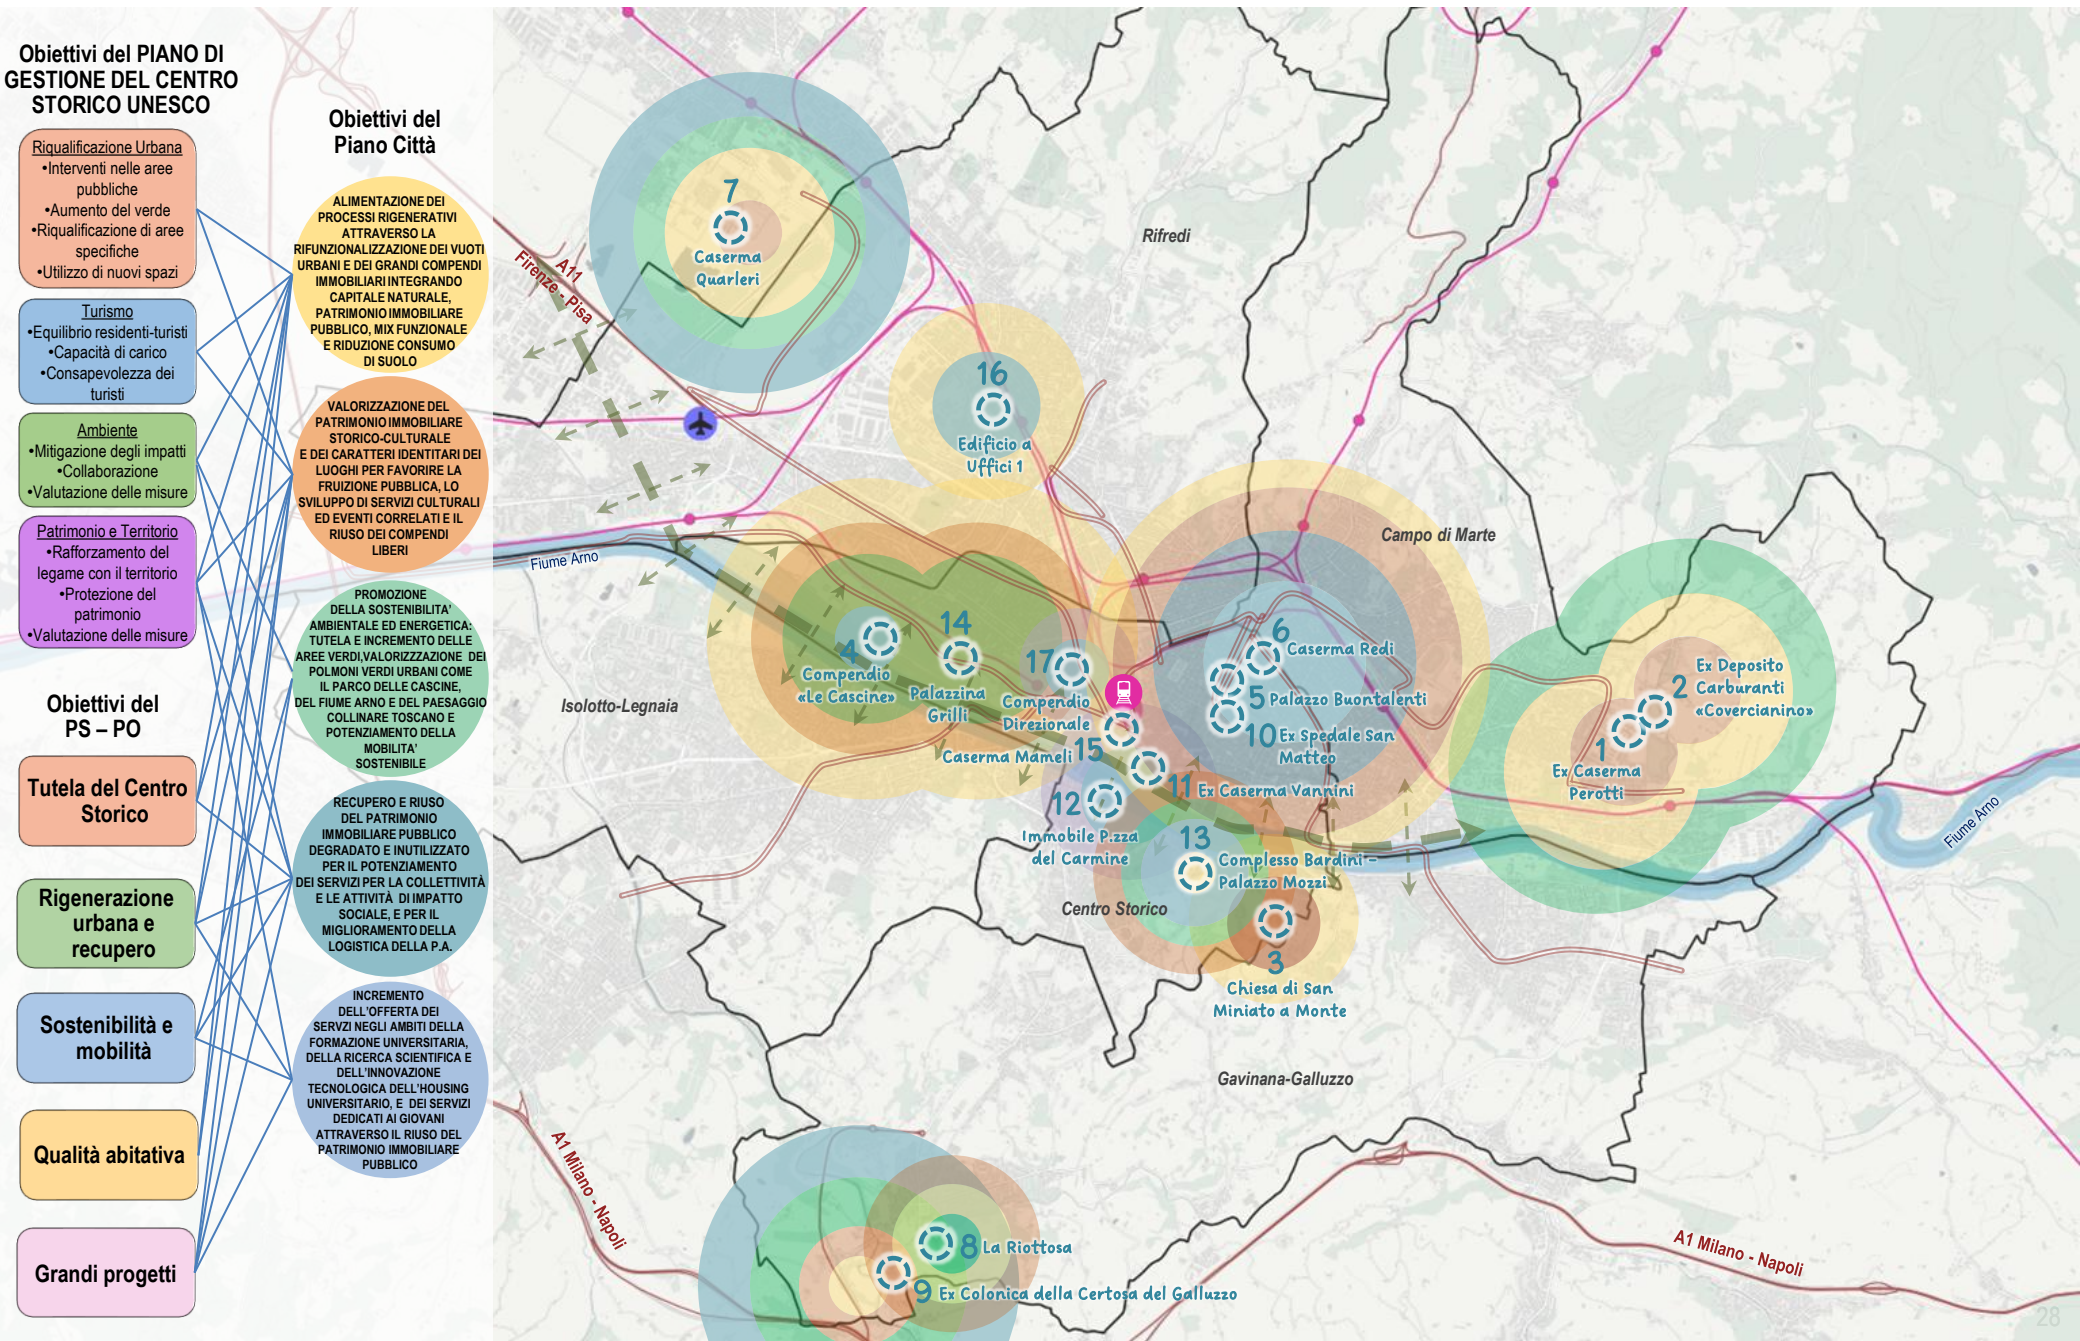 Obiettivi del PIANO DI
GESTIONE DEL CENTRO
STORICO UNESCO
Riqualificazione Urbana
•Interventi nelle aree
pubbliche
•Aumento del verde
•Riqualificazione di aree
specifiche
•Utilizzo di nuovi spazi
Turismo
•Equilibrio residenti-turisti
•Capacità di carico
•Consapevolezza dei
turisti
Ambiente
•Mitigazione degli impatti
•Collaborazione
•Valutazione delle misure
Patrimonio e Territorio
•Rafforzamento del
legame con il territorio
•Protezione del
patrimonio
•Valutazione delle misure
Obiettivi del
PS – PO
Tutela del Centro
Storico
Rigenerazione
urbana e
recupero
Sostenibilità e
mobilità
Qualità abitativa
Grandi progetti
Obiettivi del
Piano Città
ALIMENTAZIONE DEI
PROCESSI RIGENERATIVI
ATTRAVERSO LA
RIFUNZIONALIZZAZIONE DEI VUOTI
URBANI E DEI GRANDI COMPENDI
IMMOBILIARI INTEGRANDO
CAPITALE NATURALE,
PATRIMONIO IMMOBILIARE
PUBBLICO, MIX FUNZIONALE
E RIDUZIONE CONSUMO
DI SUOLO
VALORIZZAZIONE DEL
PATRIMONIO IMMOBILIARE
STORICO-CULTURALE
E DEI CARATTERI IDENTITARI DEI
LUOGHI PER FAVORIRE LA
FRUIZIONE PUBBLICA, LO
SVILUPPO DI SERVIZI CULTURALI
ED EVENTI CORRELATI E IL
RIUSO DEI COMPENDI
LIBERI
PROMOZIONE
DELLA SOSTENIBILITA'
AMBIENTALE ED ENERGETICA:
TUTELA E INCREMENTO DELLE
AREE VERDI,VALORIZZZAZIONE DEI
POLMONI VERDI URBANI COME
IL PARCO DELLE CASCINE,
DEL FIUME ARNO E DEL PAESAGGIO
COLLINARE TOSCANO E
POTENZIAMENTO DELLA
MOBILITA'
SOSTENIBILE
RECUPERO E RIUSO
DEL PATRIMONIO
IMMOBILIARE PUBBLICO
DEGRADATO E INUTILIZZATO
PER IL POTENZIAMENTO
DEI SERVIZI PER LA COLLETTIVITÀ
E LE ATTIVITÀ DI IMPATTO
SOCIALE, E PER IL
MIGLIORAMENTO DELLA
LOGISTICA DELLA P.A.
INCREMENTO
DELL'OFFERTA DEI
SERVZI NEGLI AMBITI DELLA
FORMAZIONE UNIVERSITARIA,
DELLA RICERCA SCIENTIFICA E
DELL'INNOVAZIONE
TECNOLOGICA DELL'HOUSING
UNIVERSITARIO, E DEI SERVIZI
DEDICATI AI GIOVANI
ATTRAVERSO IL RIUSO DEL
PATRIMONIO IMMOBILIARE
PUBBLICO
7
Caserma
Quarleri
A11
Firenze - Pisa
Rifredi
16
Edificio a
Uffici 1
Fiume Arno
Campo di Marte
Isolotto-Legnaia
4
Compendio
«Le Cascine»
14
Palazzina
Grilli
17
Compendio
Direzionale
Caserma Mameli 15
6
Caserma Redi
5 Palazzo Buontalenti
10 Ex Spedale San
Matteo
11 Ex Caserma Vannini
12
Immobile P.zza
del Carmine
13
Complesso Bardini –
Palazzo Mozzi
Centro Storico
3
Chiesa di San
Miniato a Monte
2
Ex Deposito
Carburanti
«Covercianino»
1
Ex Caserma
Perotti
Fiume Arno
Gavinana-Galluzzo
A1 Milano - Napoli
8 La Riottosa
9 Ex Colonica della Certosa del Galluzzo
A1 Milano - Napoli
28